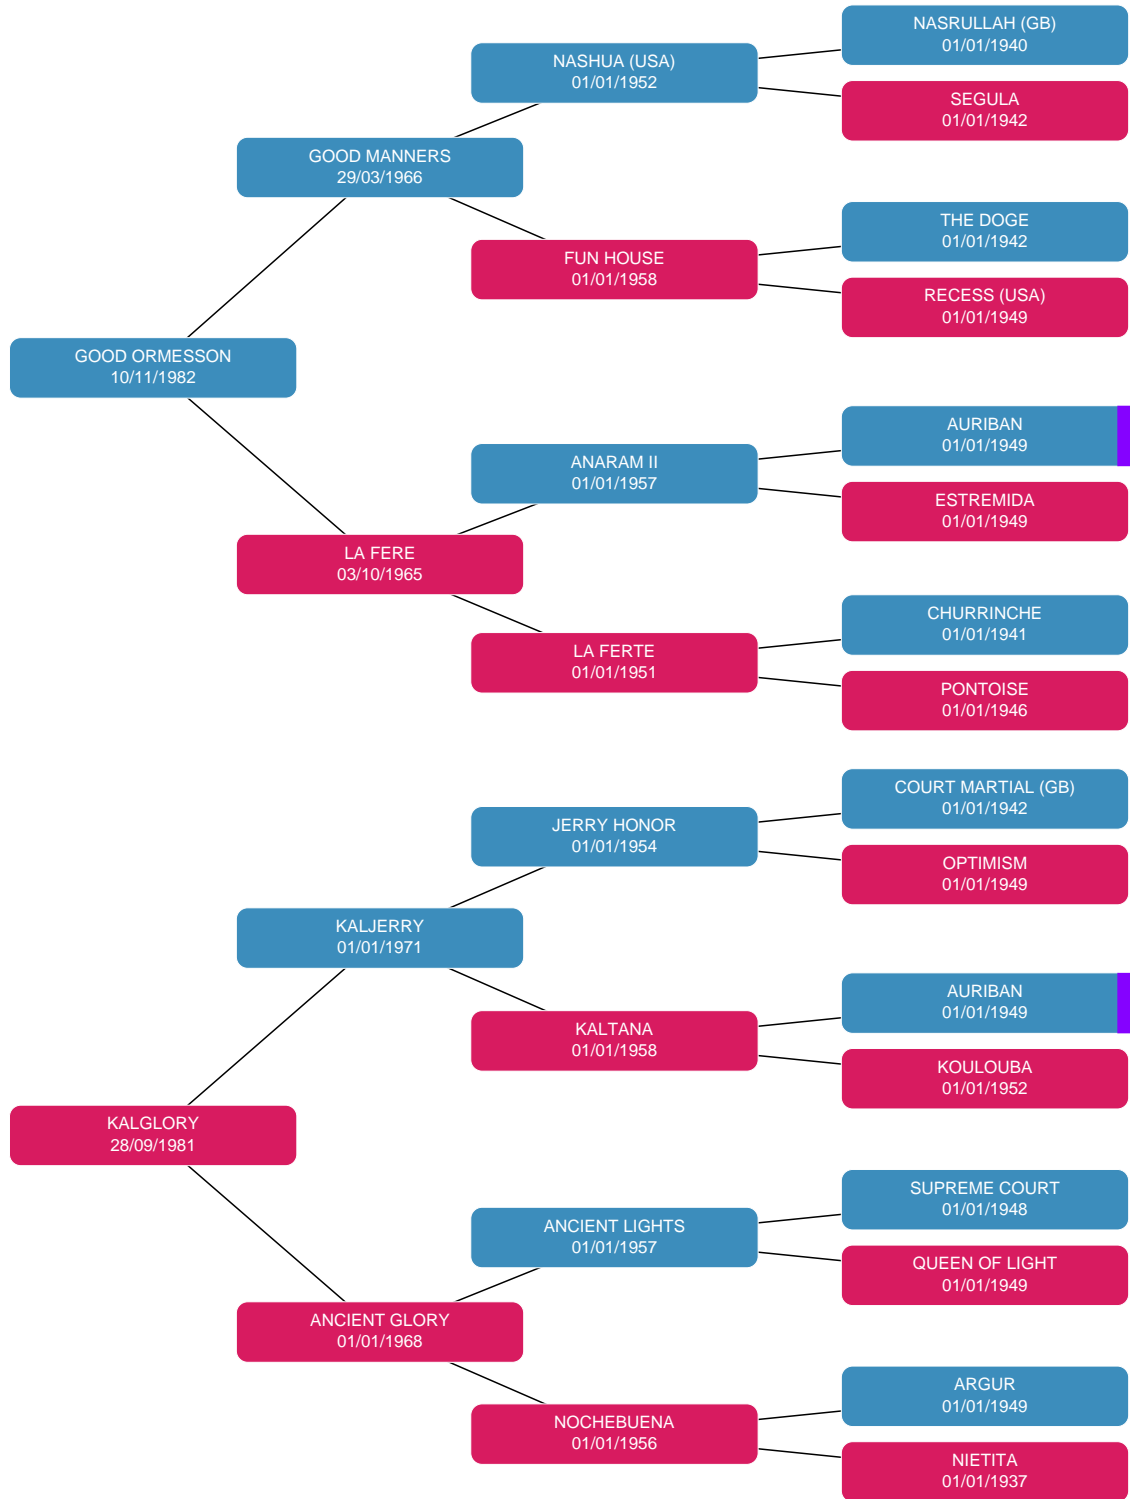 NASRULLAH (GB)
01/01/1940
NASHUA (USA)
01/01/1952
SEGULA
01/01/1942
GOOD MANNERS
29/03/1966
THE DOGE
01/01/1942
FUN HOUSE
01/01/1958
RECESS (USA)
01/01/1949
GOOD ORMESSON
10/11/1982
AURIBAN
01/01/1949
ANARAM II
01/01/1957
ESTREMIDA
01/01/1949
LA FERE
03/10/1965
CHURRINCHE
01/01/1941
LA FERTE
01/01/1951
PONTOISE
01/01/1946
COURT MARTIAL (GB)
01/01/1942
JERRY HONOR
01/01/1954
OPTIMISM
01/01/1949
KALJERRY
01/01/1971
AURIBAN
01/01/1949
KALTANA
01/01/1958
KOULOUBA
01/01/1952
KALGLORY
28/09/1981
SUPREME COURT
01/01/1948
ANCIENT LIGHTS
01/01/1957
QUEEN OF LIGHT
01/01/1949
ANCIENT GLORY
01/01/1968
ARGUR
01/01/1949
NOCHEBUENA
01/01/1956
NIETITA
01/01/1937